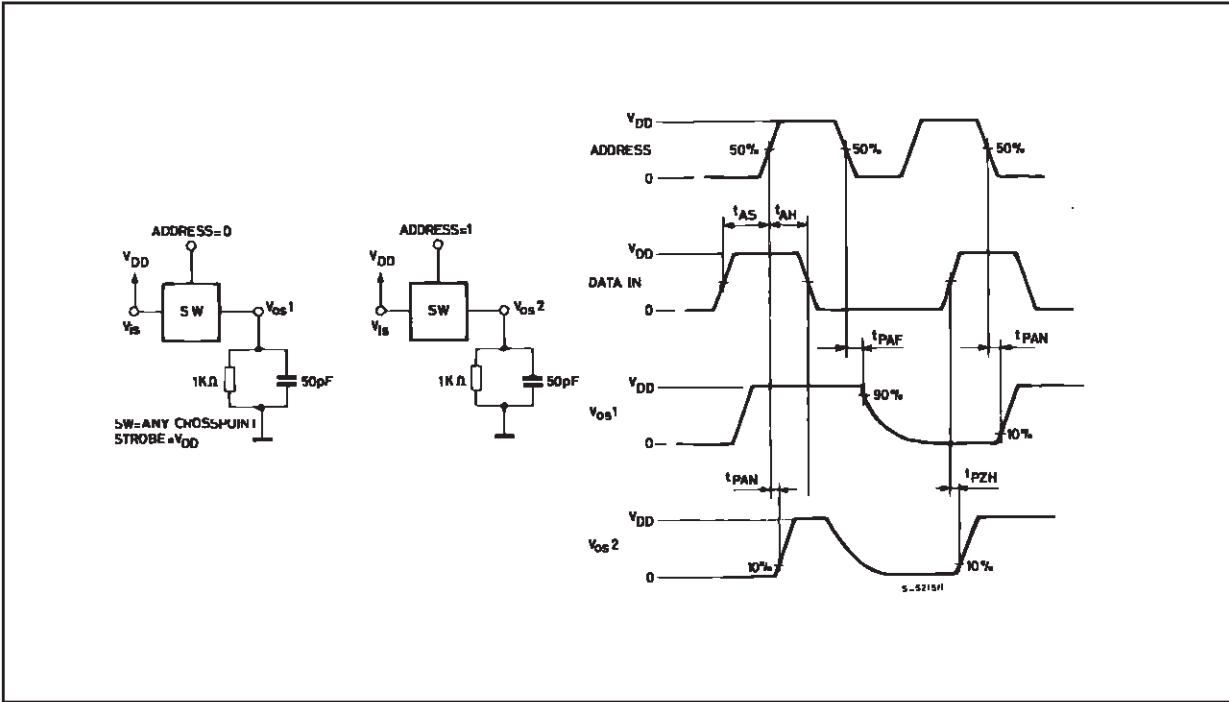 ADDRESS=0
VDD
SW
Vis
Vos1
1KΩ
50pF
SW=ANY CROSSPOINT
STROBE=VDD
ADDRESS=1
VDD
SW
Vis
Vos2
1KΩ
50pF
VDD
ADDRESS
50%
50%
50%
0
tAS
tAH
VDD
DATA IN
0
tPAF
tPAN
VDD
90%
Vos1
10%
0
tPAN
tPZH
VDD
Vos2
10%
10%
0
S-5215/1